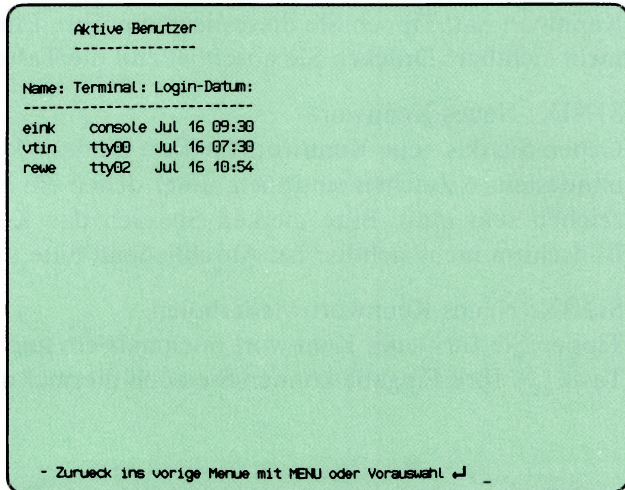 Aktive Benutzer
---------------
Name: Terminal: Login-Datum:
----------------------------
eink console Jul 16 09:30
vtin tty00 Jul 16 07:30
rewe tty02 Jul 16 10:54
- Zurueck ins vorige Menue mit MENU oder Vorauswahl ↵ _